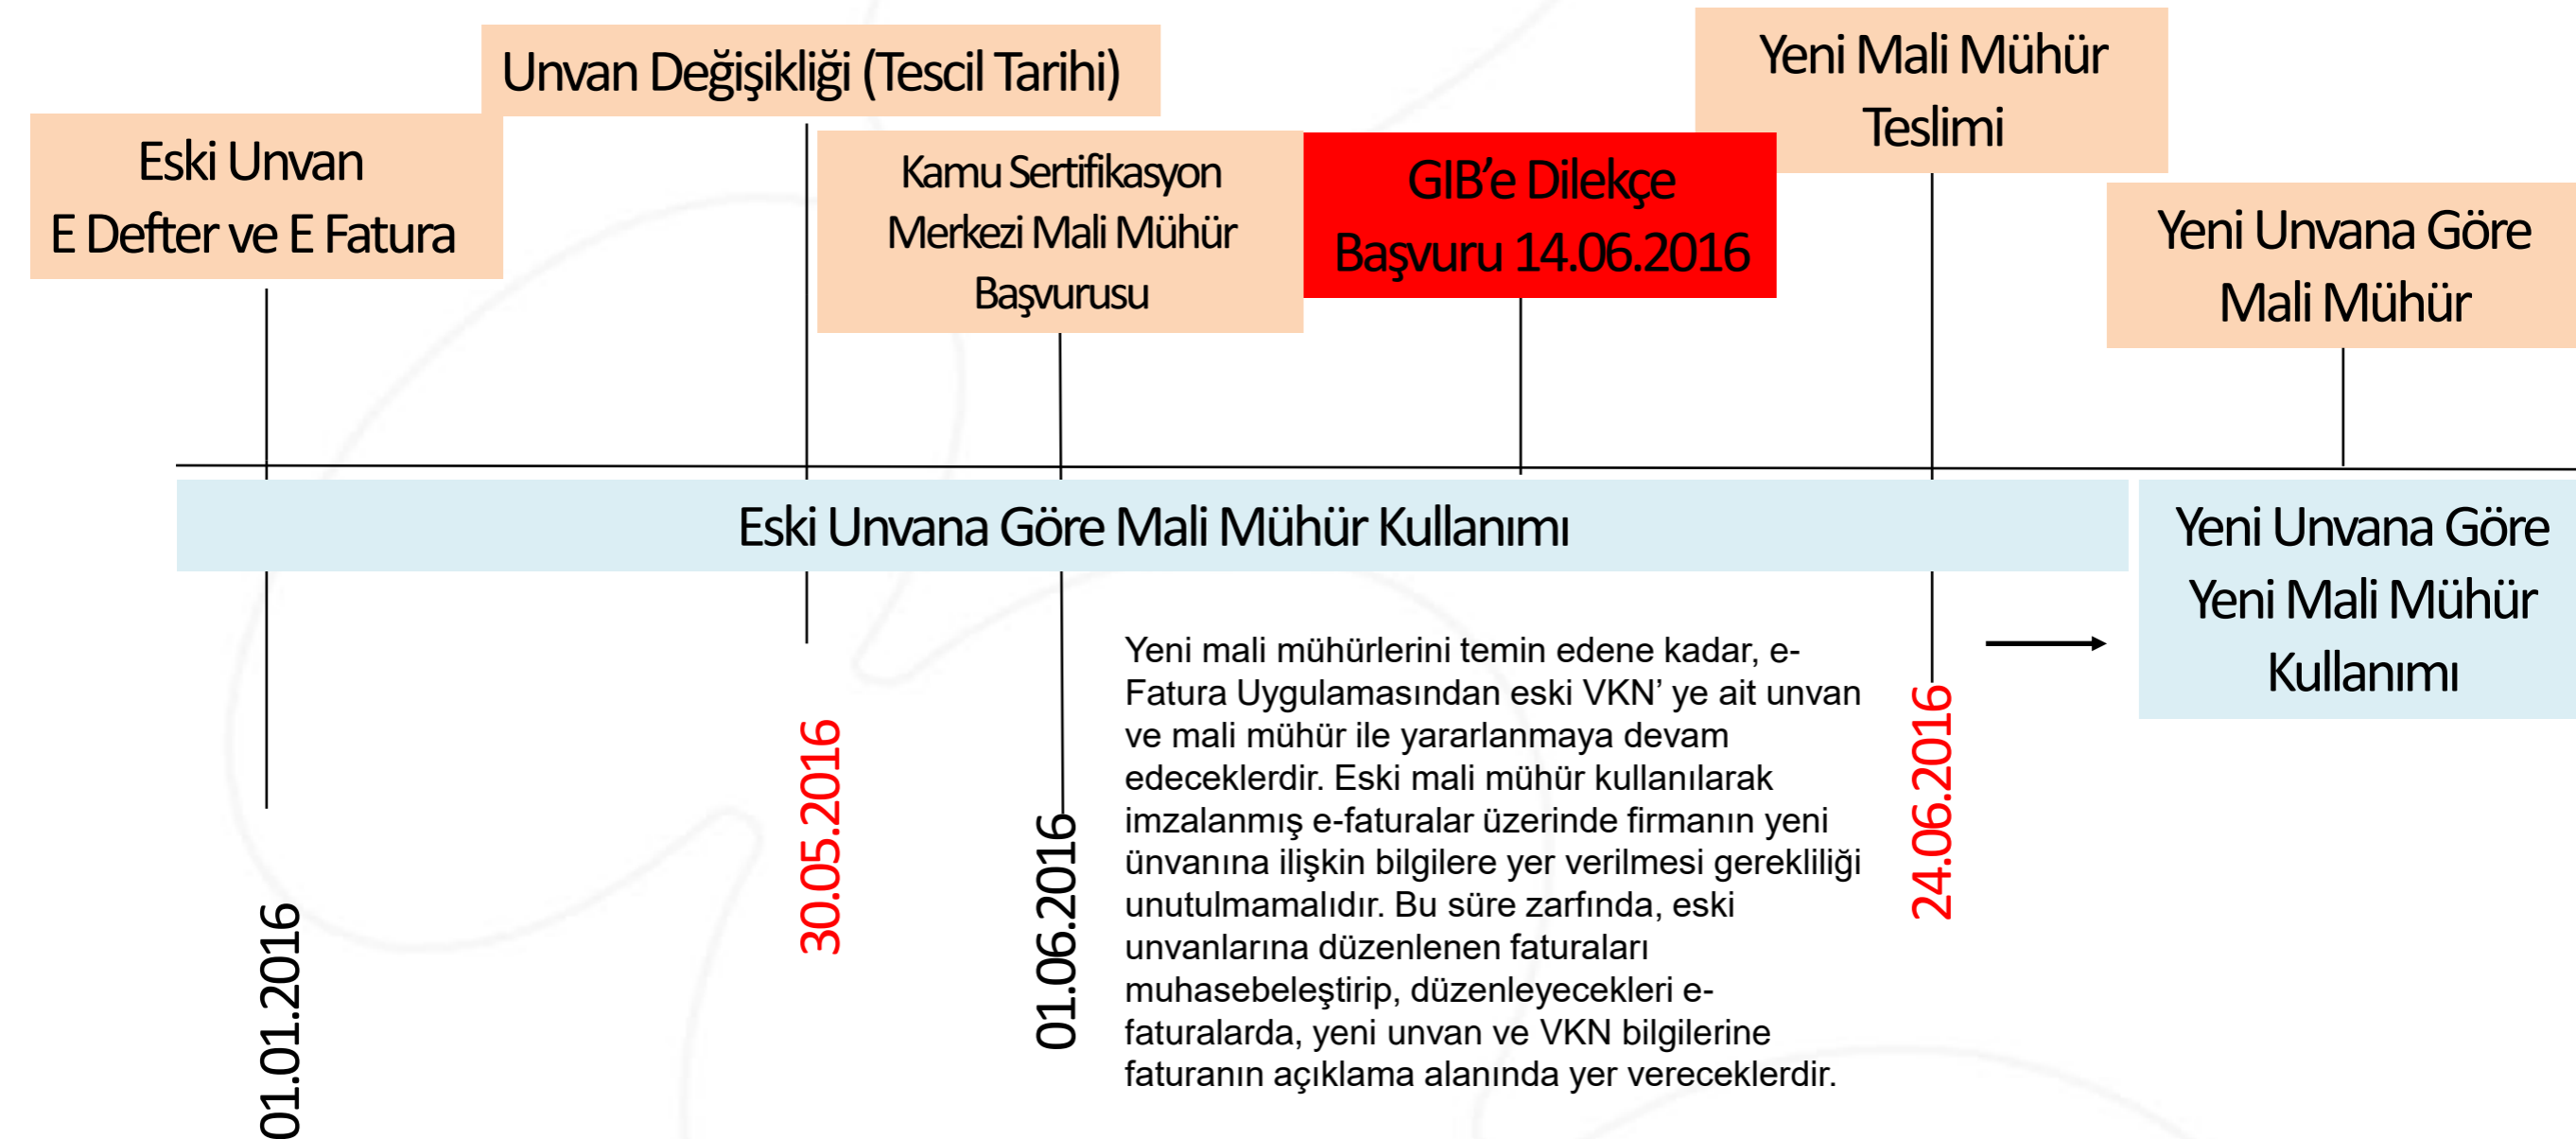 Unvan Değişikliği (Tescil Tarihi)
Yeni Mali Mühür
Teslimi
Eski Unvan
E Defter ve E Fatura
Kamu Sertifikasyon
Merkezi Mali Mühür
Başvurusu
GIB’e Dilekçe
Başvuru 14.06.2016
Yeni Unvana Göre
Mali Mühür
Eski Unvana Göre Mali Mühür Kullanımı
Yeni Unvana Göre
Yeni Mali Mühür
Kullanımı
01.01.2016
30.05.2016
01.06.2016
Yeni mali mühürlerini temin edene kadar, e-
Fatura Uygulamasından eski VKN’ ye ait unvan
ve mali mühür ile yararlanmaya devam
edeceklerdir. Eski mali mühür kullanılarak
imzalanmış e-faturalar üzerinde firmanın yeni
ünvanına ilişkin bilgilere yer verilmesi gerekliliği
unutulmamalıdır. Bu süre zarfında, eski
unvanlarına düzenlenen faturaları
muhasebeleştirip, düzenleyecekleri e-
faturalarda, yeni unvan ve VKN bilgilerine
faturanın açıklama alanında yer vereceklerdir.
24.06.2016